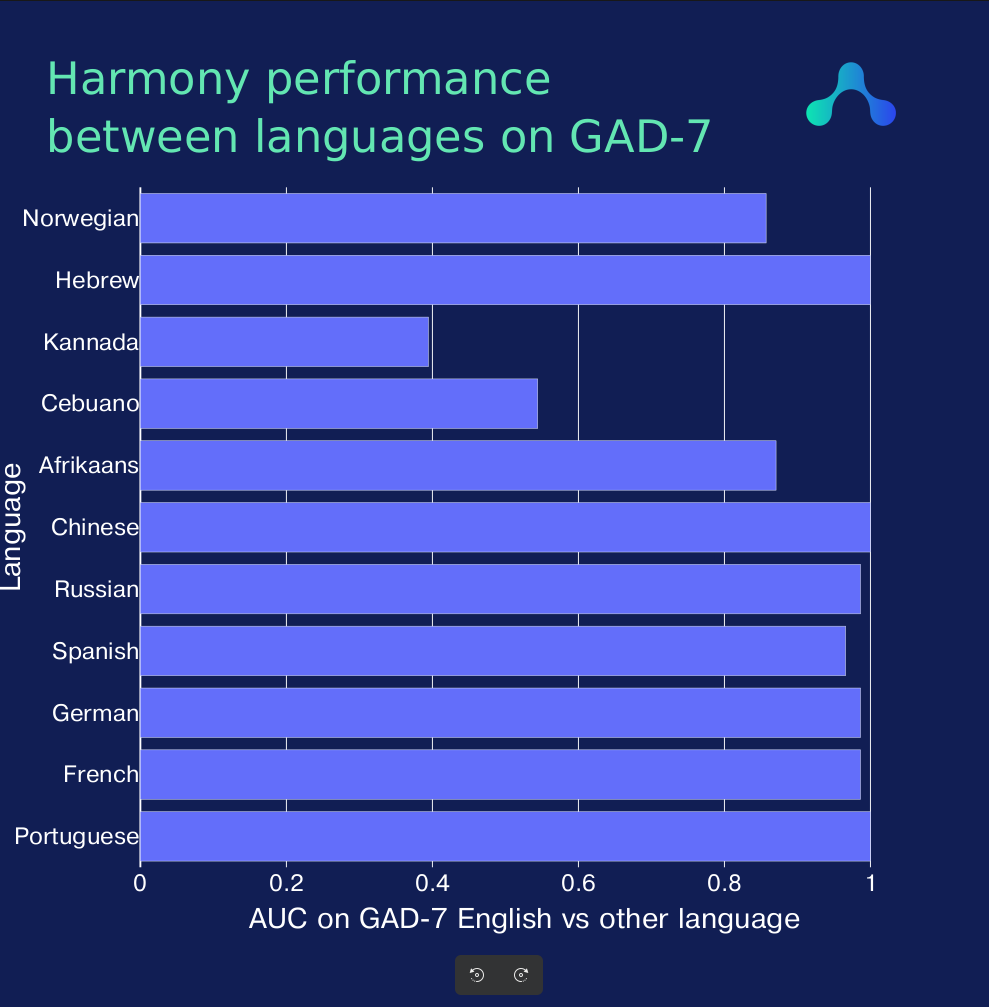 Harmony performance
between languages on GAD-7
Norwegian
Hebrew
Kannada
Cebuano
Afrikaans
Chinese
Russian
Spanish
German
French
Portuguese
Language
0 0.2 0.4 0.6 0.8 1
AUC on GAD-7 English vs other language